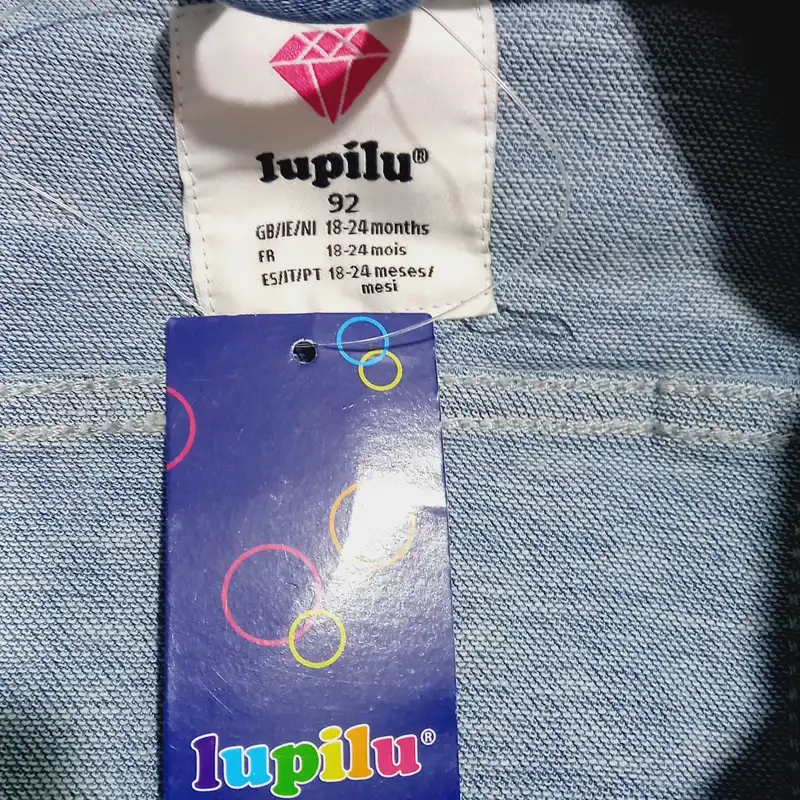 lupilu®
92
GB/IE/NI 18-24 months
FR 18-24 mois
ES/IT/PT 18-24 meses/
mesi
lupilu®